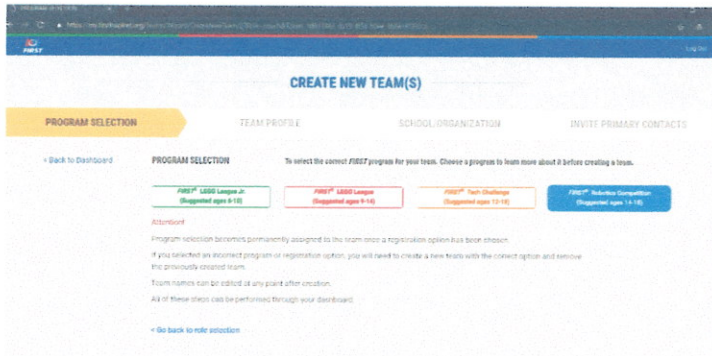 FIRST
Log Out
CREATE NEW TEAM(S)
PROGRAM SELECTION
TEAM PROFILE
SCHOOL/ORGANIZATION
INVITE PRIMARY CONTACTS
< Back to Dashboard
PROGRAM SELECTION
To select the correct FIRST program for your team. Choose a program to learn more about it before creating a team.
FIRST® LEGO League Jr.
(Suggested ages 6-10)
FIRST® LEGO League
(Suggested ages 9-14)
FIRST® Tech Challenge
(Suggested ages 12-18)
FIRST® Robotics Competition
(Suggested ages 14-18)
Attention!
Program selection becomes permanently assigned to the team once a registration option has been chosen.
If you selected an incorrect program or registration option, you will need to create a new team with the correct option and remove
the previously created team.
Team names can be edited at any point after creation.
All of these steps can be performed through your dashboard.
< Go back to role selection